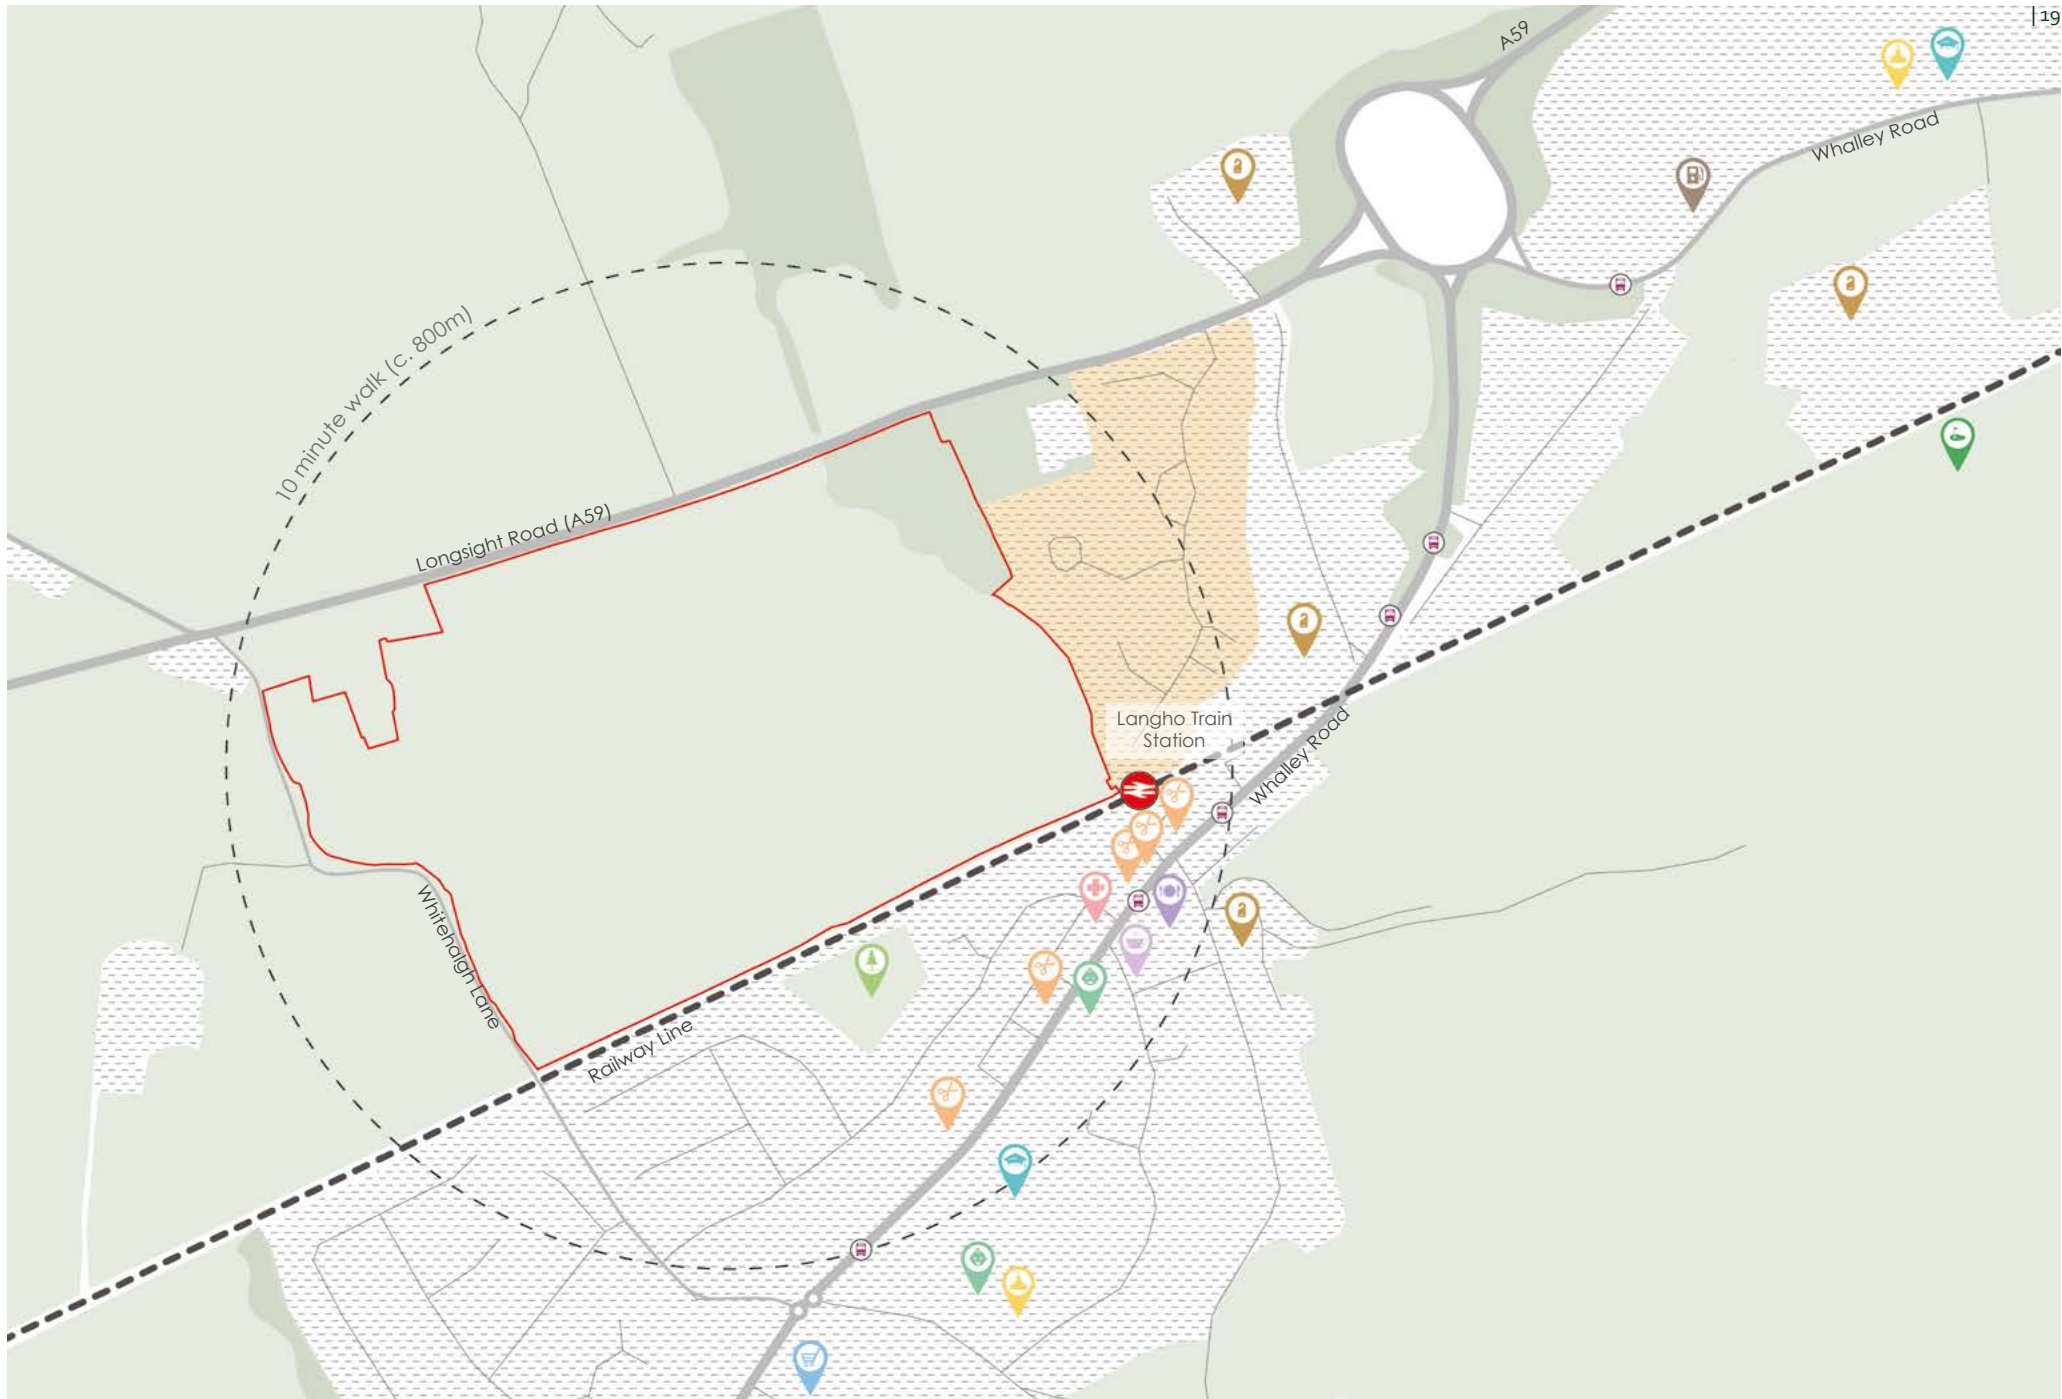 | 19
A59
Whalley Road
10 minute walk (c. 800m)
Longsight Road (A59)
Langho Train
Station
Whalley Road
Whitehalgh Lane
Railway Line